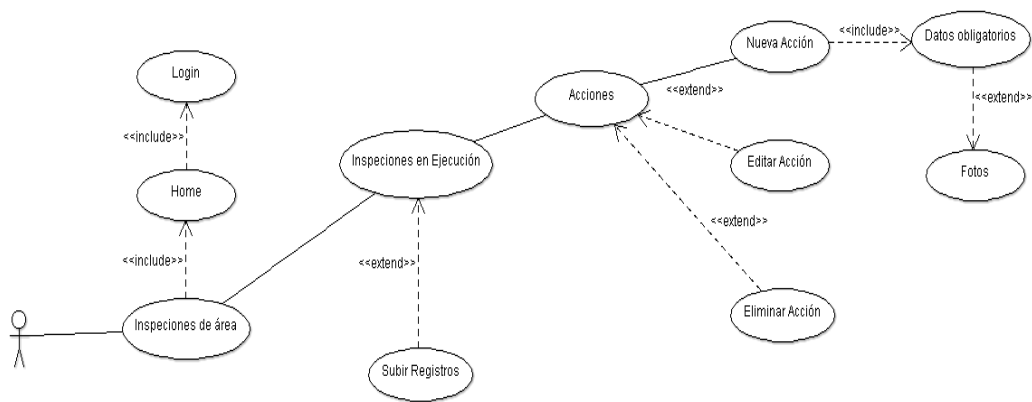 Nueva Acción
<<include>>
Datos obligatorios
Login
Acciones
<<extend>>
<<extend>>
<<include>>
Inspeciones en Ejecución
Editar Acción
Fotos
Home
<<extend>>
<<include>>
<<extend>>
Inspeciones de área
Eliminar Acción
Subir Registros